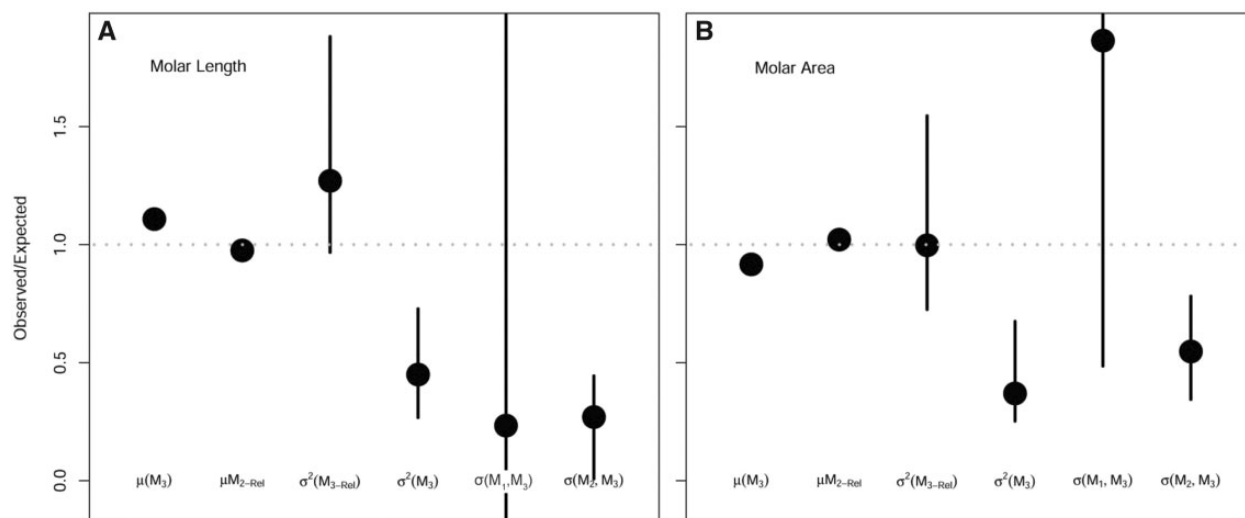 A
Molar Length
B
Molar Area
Observed/Expected
1.5
1.0
0.5
0.0
μ(M₃) μM₂₋Rel σ²(M₃₋Rel) σ²(M₃) σ(M₁, M₃) σ(M₂, M₃)
μ(M₃) μM₂₋Rel σ²(M₃₋Rel) σ²(M₃) σ(M₁, M₃) σ(M₂, M₃)